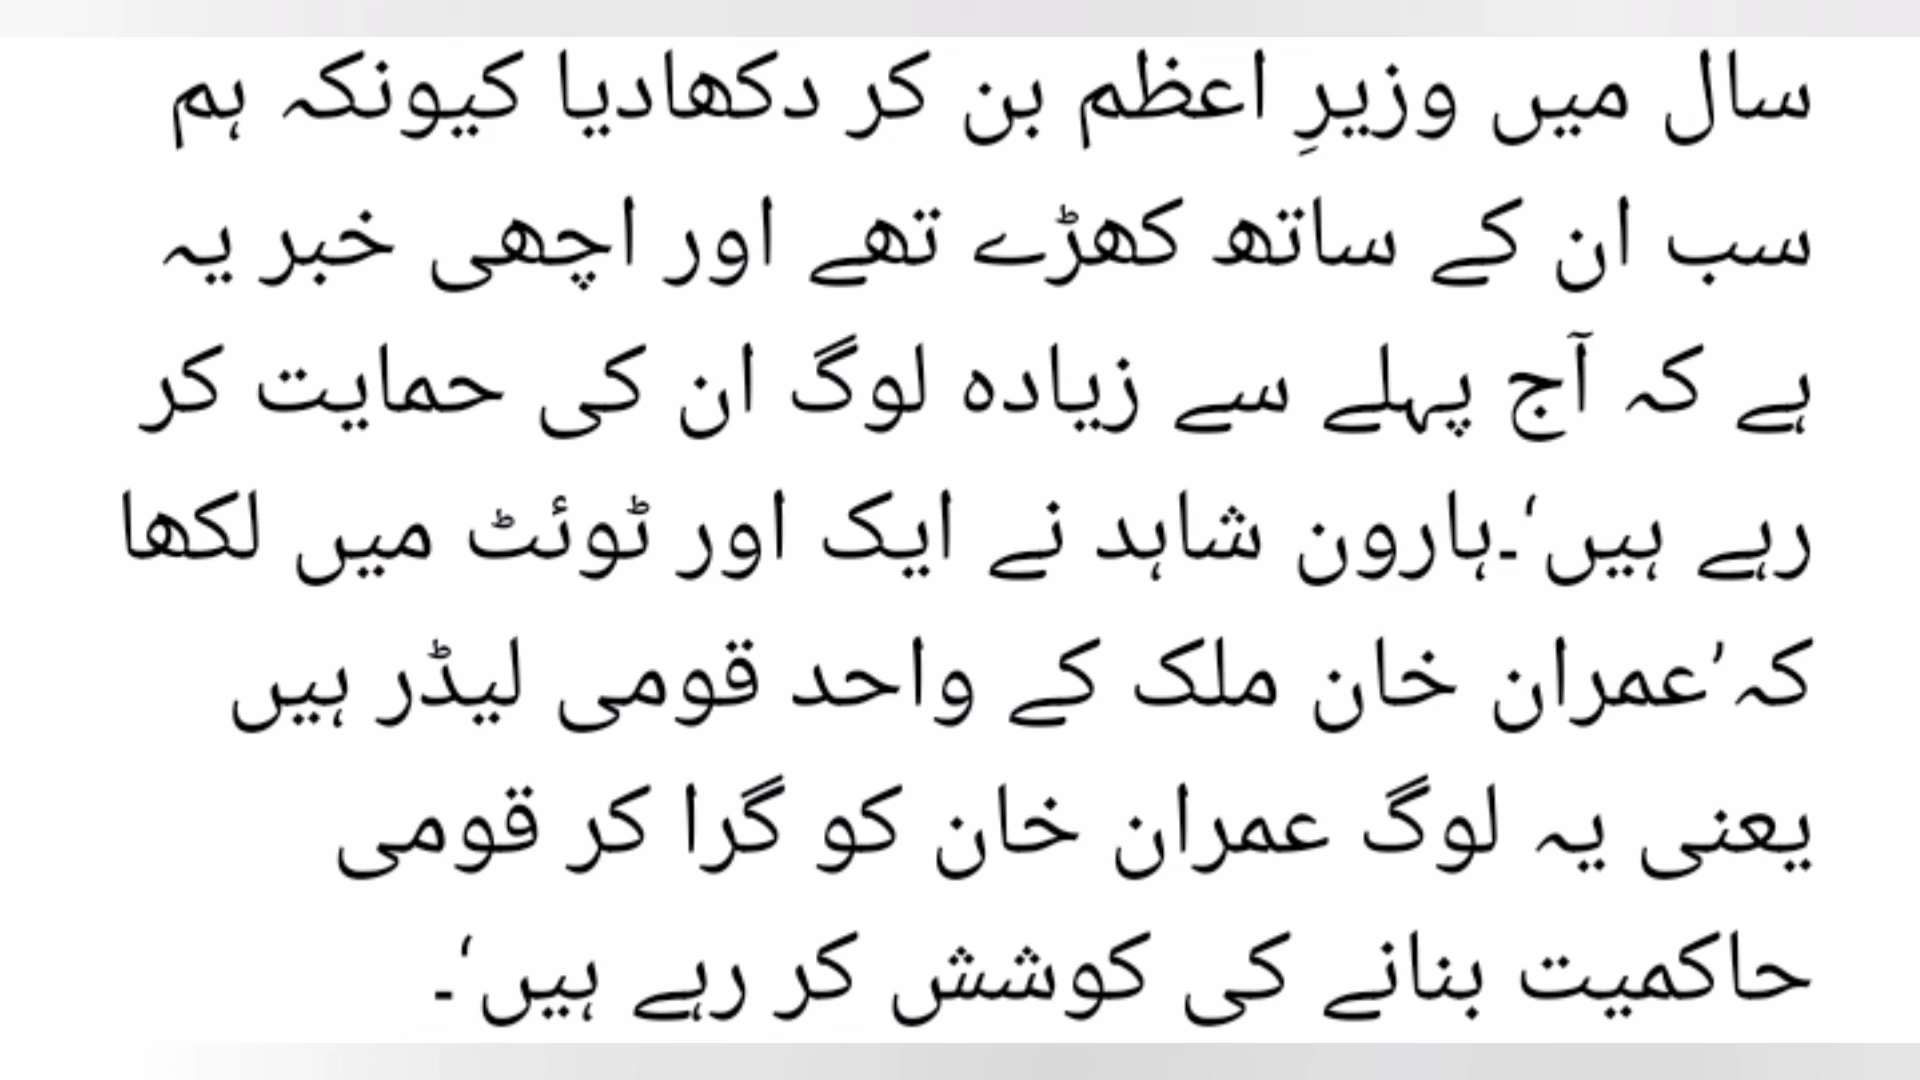 سال میں وزیرِ اعظم بن کر دکھادیا کیونکہ ہم
سب ان کے ساتھ کھڑے تھے اور اچھی خبر یہ
ہے کہ آج پہلے سے زیادہ لوگ ان کی حمایت کر
رہے ہیں‘۔ہارون شاہد نے ایک اور ٹوئٹ میں لکھا
کہ’عمران خان ملک کے واحد قومی لیڈر ہیں
یعنی یہ لوگ عمران خان کو گرا کر قومی
حاکمیت بنانے کی کوشش کر رہے ہیں‘۔